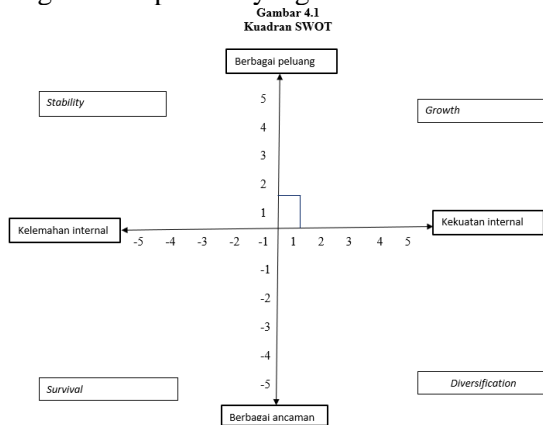 Gambar 4.1
Kuadran SWOT
Berbagai peluang
Stability
Growth
5
4
3
2
1
Kelemahan internal
Kekuatan internal
-5 -4 -3 -2 -1 1 2 3 4 5
-1
-2
-3
-4
-5
Survival
Diversification
Berbagai ancaman